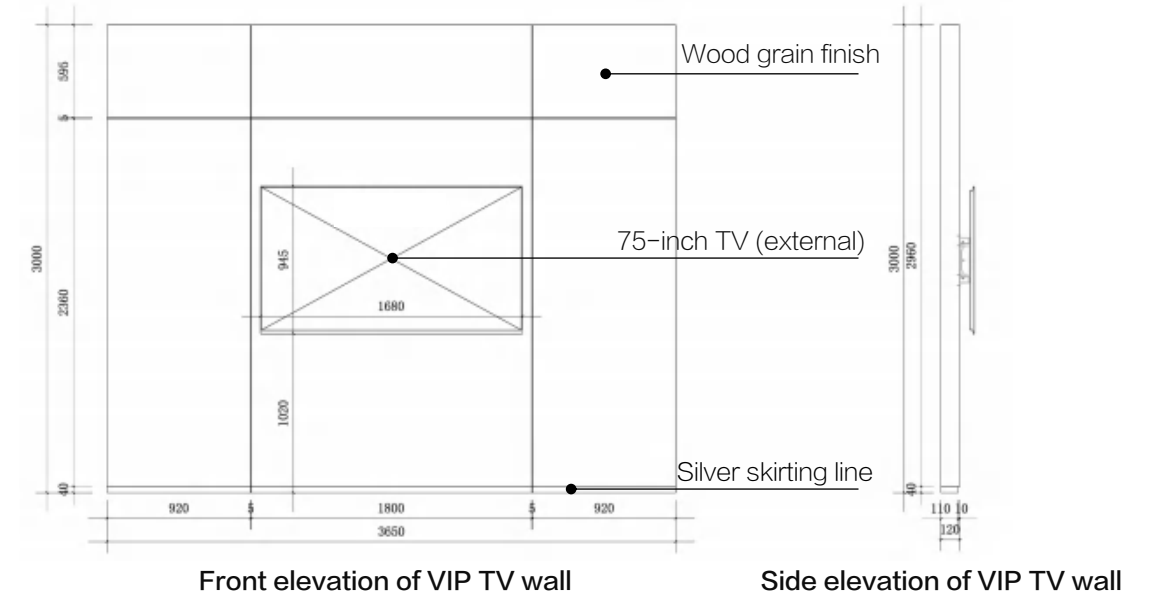 Wood grain finish
595
5
75-inch TV (external)
945
3000
2360
1680
3000
2960
1020
Silver skirting line
40
40
920 5 1800 5 920
110 10
3650
120
Front elevation of VIP TV wall
Side elevation of VIP TV wall